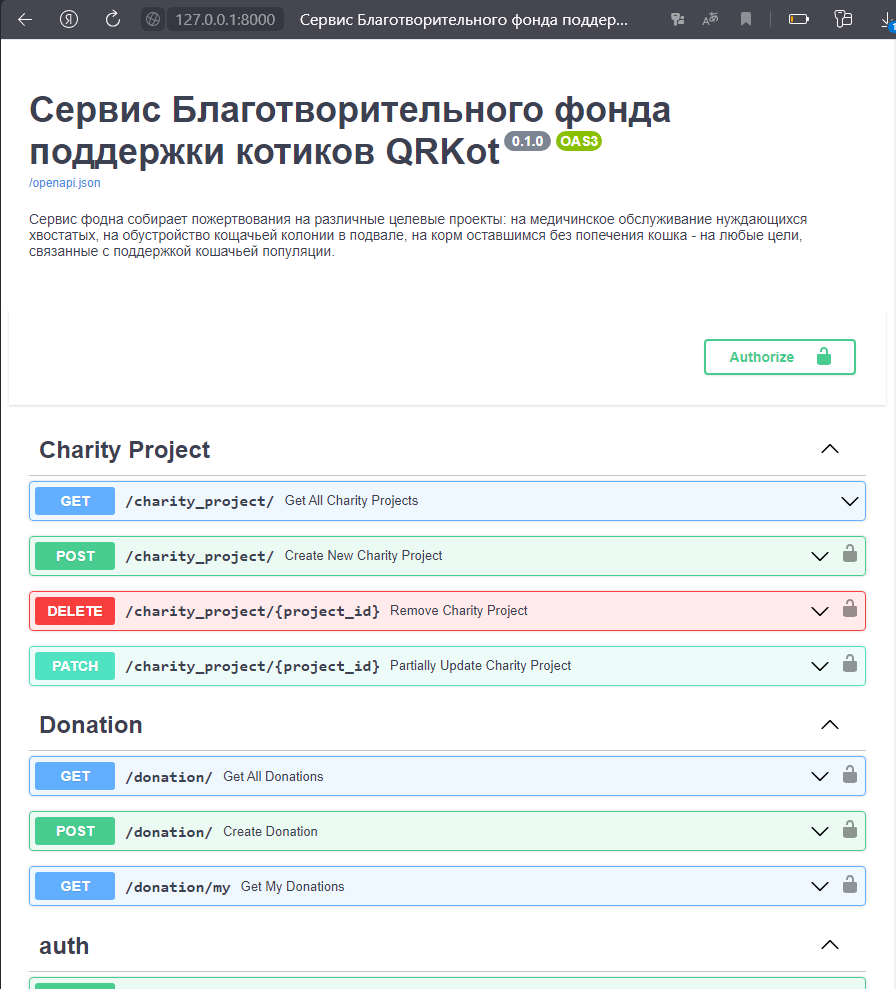 127.0.0.1:8000 Сервис Благотворительного фонда поддер...
Сервис Благотворительного фонда
поддержки котиков QRKot 0.1.0 OAS3
/openapi.json
Сервис фодна собирает пожертвования на различные целевые проекты: на медичинское обслуживание нуждающихся
хвостатых, на обустройство кощачьей колонии в подвале, на корм оставшимся без попечения кошка - на любые цели,
связанные с поддержкой кошачьей популяции.
Authorize
Charity Project
GET /charity_project/ Get All Charity Projects
POST /charity_project/ Create New Charity Project
DELETE /charity_project/{project_id} Remove Charity Project
PATCH /charity_project/{project_id} Partially Update Charity Project
Donation
GET /donation/ Get All Donations
POST /donation/ Create Donation
GET /donation/my Get My Donations
auth